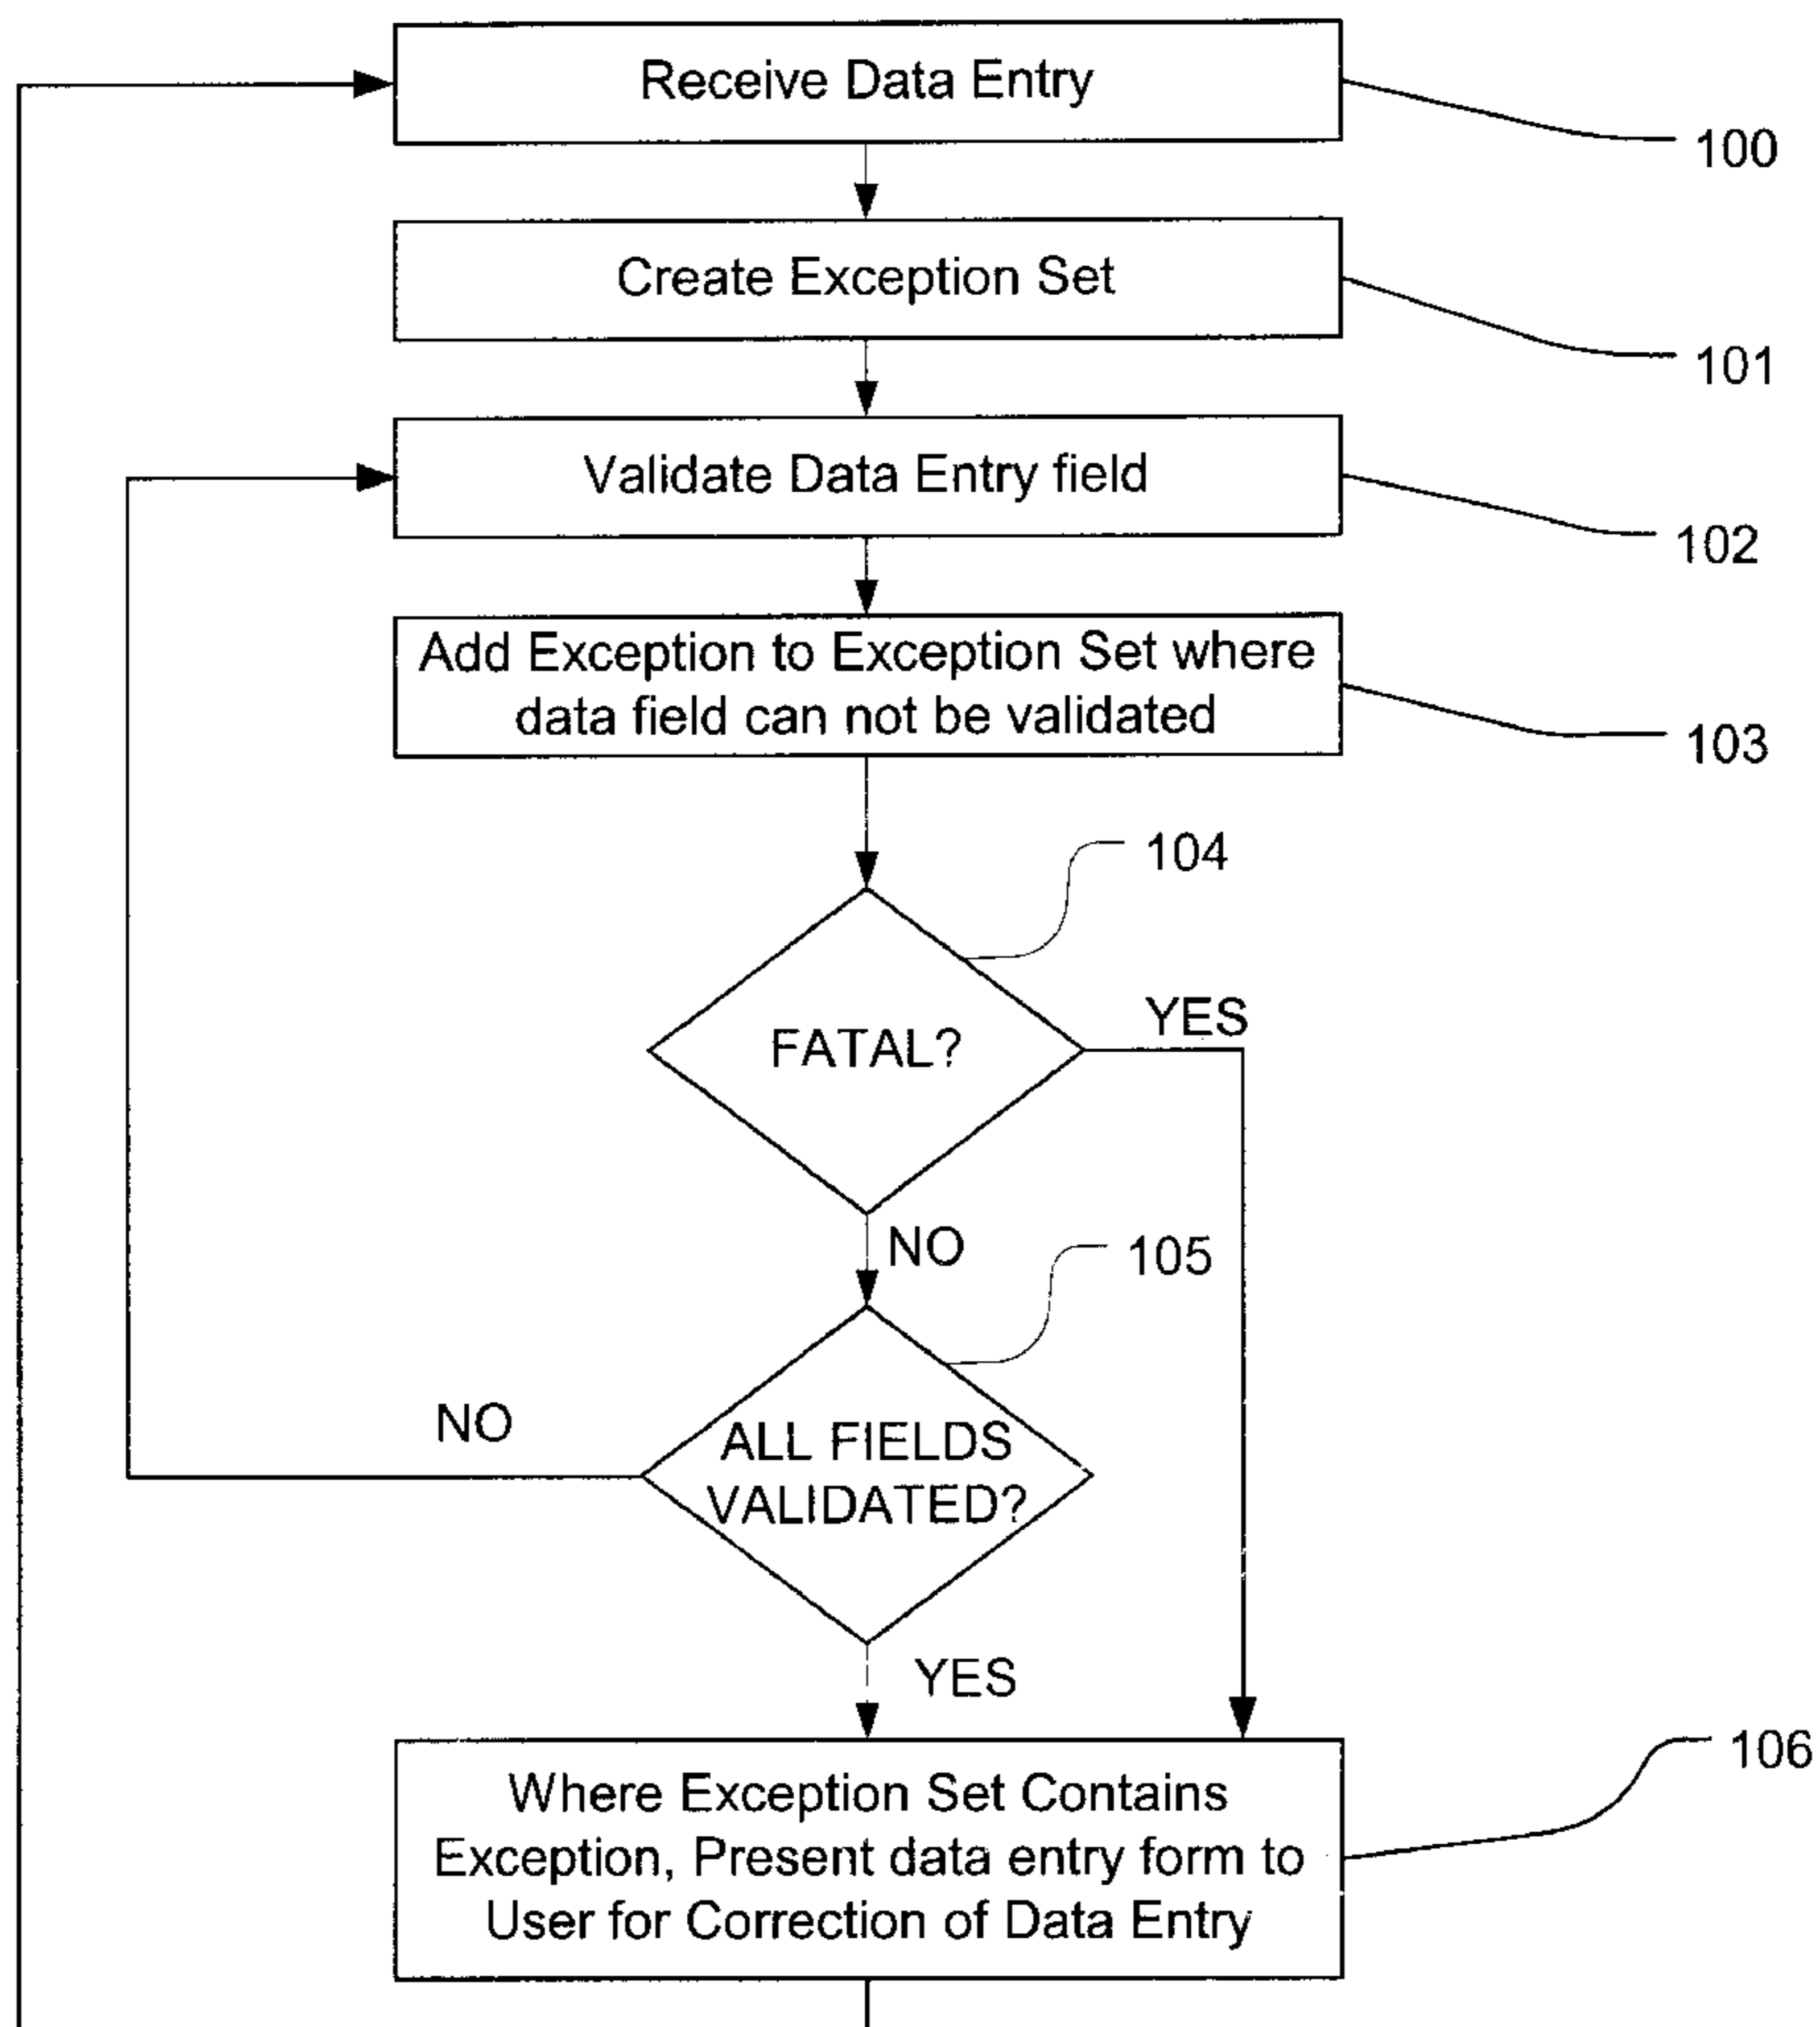 Receive Data Entry
100
Create Exception Set
101
Validate Data Entry field
102
Add Exception to Exception Set where
data field can not be validated
103
104
FATAL?
YES
NO
105
ALL FIELDS
VALIDATED?
NO
YES
106
Where Exception Set Contains
Exception, Present data entry form to
User for Correction of Data Entry